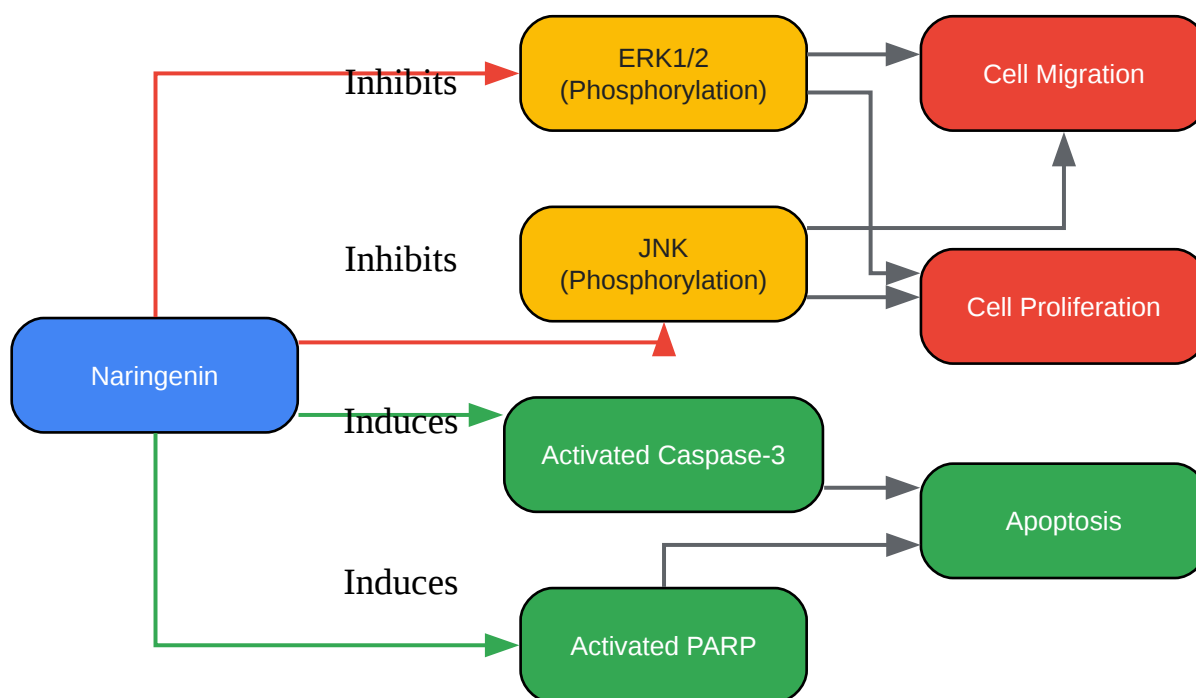 ERK1/2
(Phosphorylation)
Cell Migration
Inhibits
JNK
(Phosphorylation)
Inhibits
Cell Proliferation
Naringenin
Induces
Activated Caspase-3
Apoptosis
Induces
Activated PARP